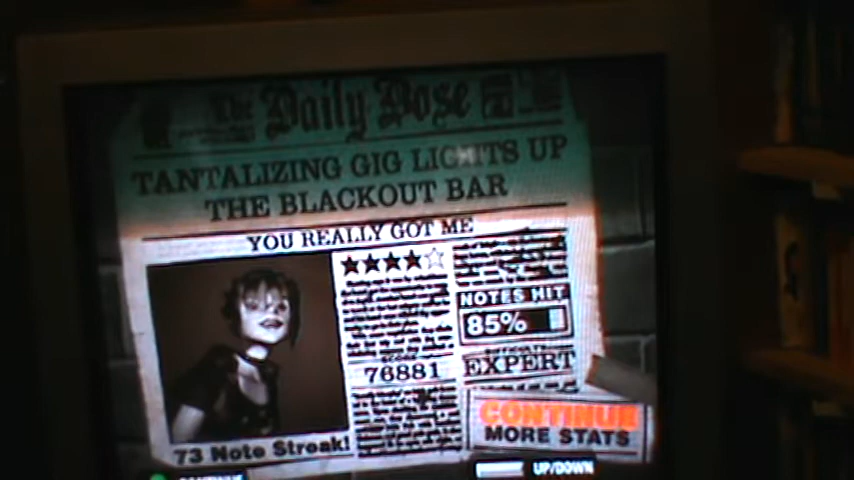 The Daily Dose
TANTALIZING GIG LIGHTS UP
THE BLACKOUT BAR
YOU REALLY GOT ME
NOTES HIT
85%
76881
EXPERT
CONTINUE
MORE STATS
73 Note Streak!
CONTINUE
UP/DOWN